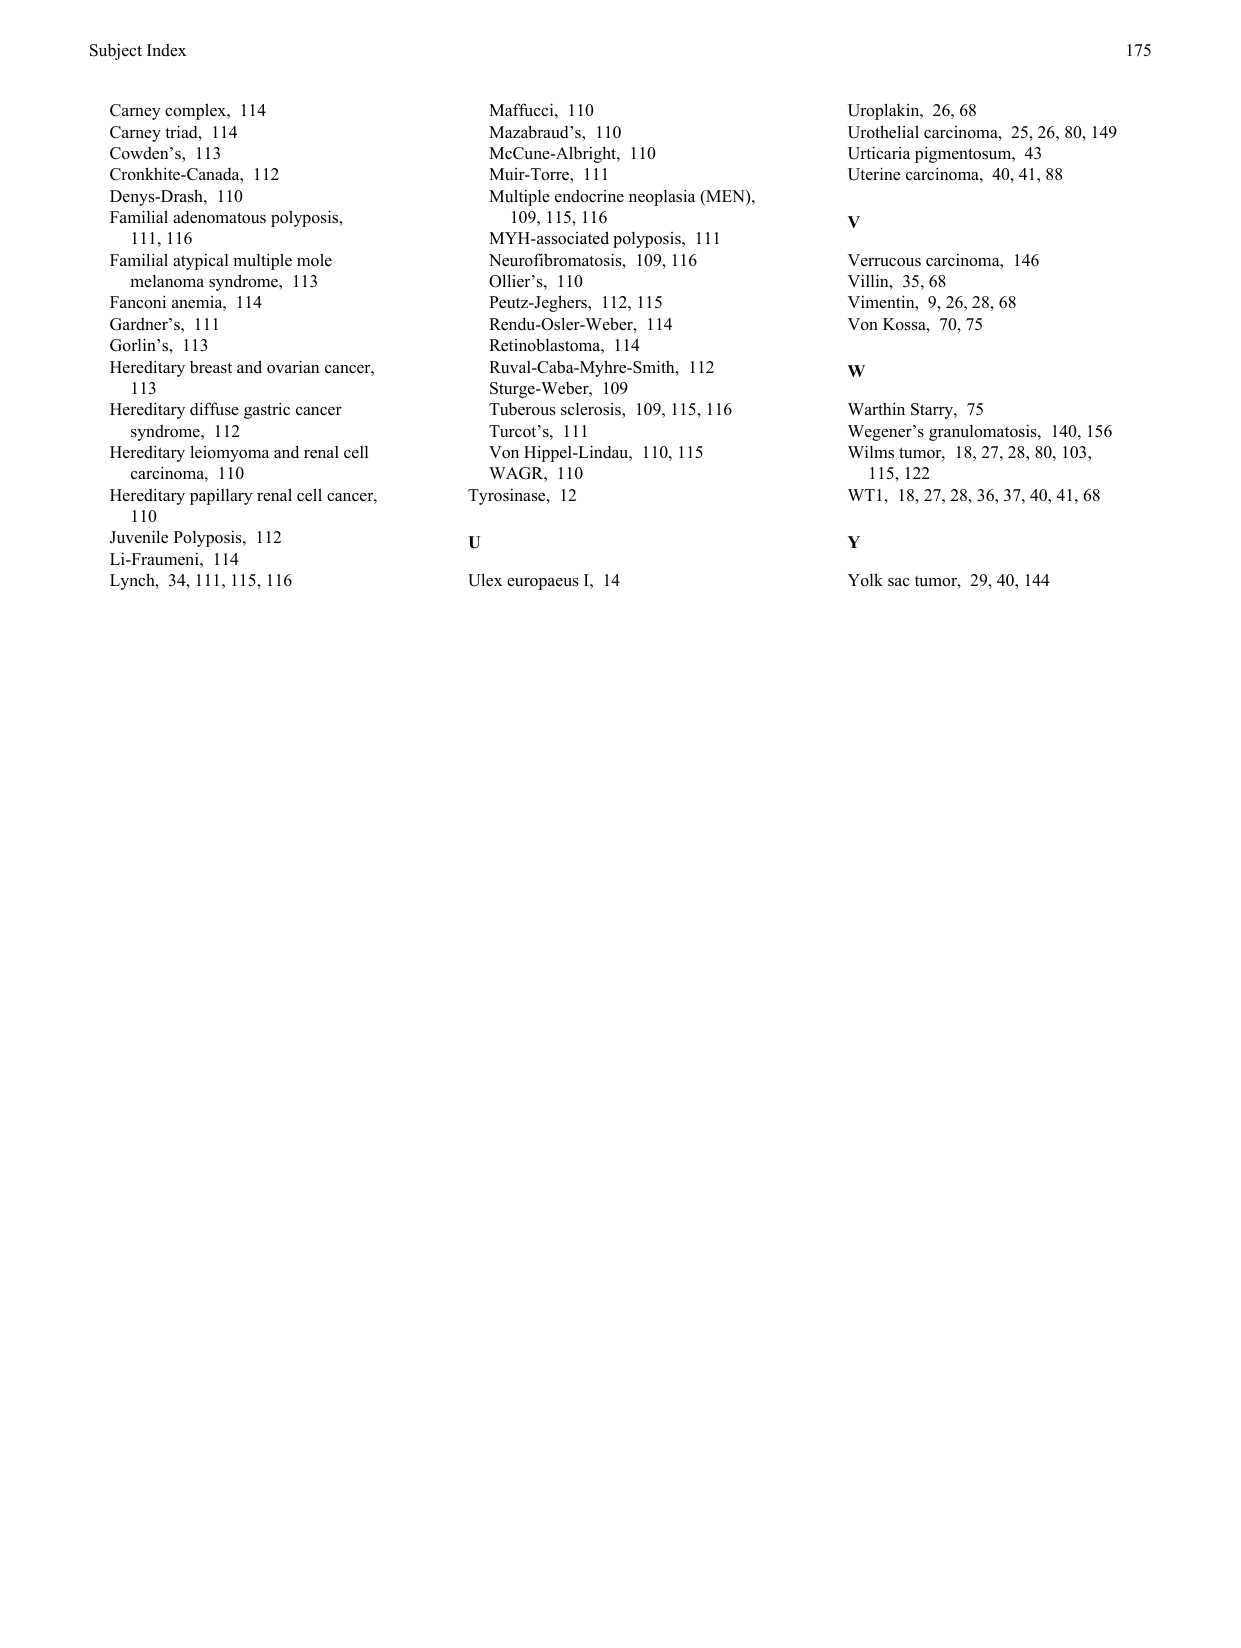 Subject Index 175
Carney complex, 114
Carney triad, 114
Cowden’s, 113
Cronkhite-Canada, 112
Denys-Drash, 110
Familial adenomatous polyposis,
111, 116
Familial atypical multiple mole
melanoma syndrome, 113
Fanconi anemia, 114
Gardner’s, 111
Gorlin’s, 113
Hereditary breast and ovarian cancer,
113
Hereditary diffuse gastric cancer
syndrome, 112
Hereditary leiomyoma and renal cell
carcinoma, 110
Hereditary papillary renal cell cancer,
110
Juvenile Polyposis, 112
Li-Fraumeni, 114
Lynch, 34, 111, 115, 116
Maffucci, 110
Mazabraud’s, 110
McCune-Albright, 110
Muir-Torre, 111
Multiple endocrine neoplasia (MEN),
109, 115, 116
MYH-associated polyposis, 111
Neurofibromatosis, 109, 116
Ollier’s, 110
Peutz-Jeghers, 112, 115
Rendu-Osler-Weber, 114
Retinoblastoma, 114
Ruval-Caba-Myhre-Smith, 112
Sturge-Weber, 109
Tuberous sclerosis, 109, 115, 116
Turcot’s, 111
Von Hippel-Lindau, 110, 115
WAGR, 110
Tyrosinase, 12
U
Ulex europaeus I, 14
Uroplakin, 26, 68
Urothelial carcinoma, 25, 26, 80, 149
Urticaria pigmentosum, 43
Uterine carcinoma, 40, 41, 88
V
Verrucous carcinoma, 146
Villin, 35, 68
Vimentin, 9, 26, 28, 68
Von Kossa, 70, 75
W
Warthin Starry, 75
Wegener’s granulomatosis, 140, 156
Wilms tumor, 18, 27, 28, 80, 103,
115, 122
WT1, 18, 27, 28, 36, 37, 40, 41, 68
Y
Yolk sac tumor, 29, 40, 144